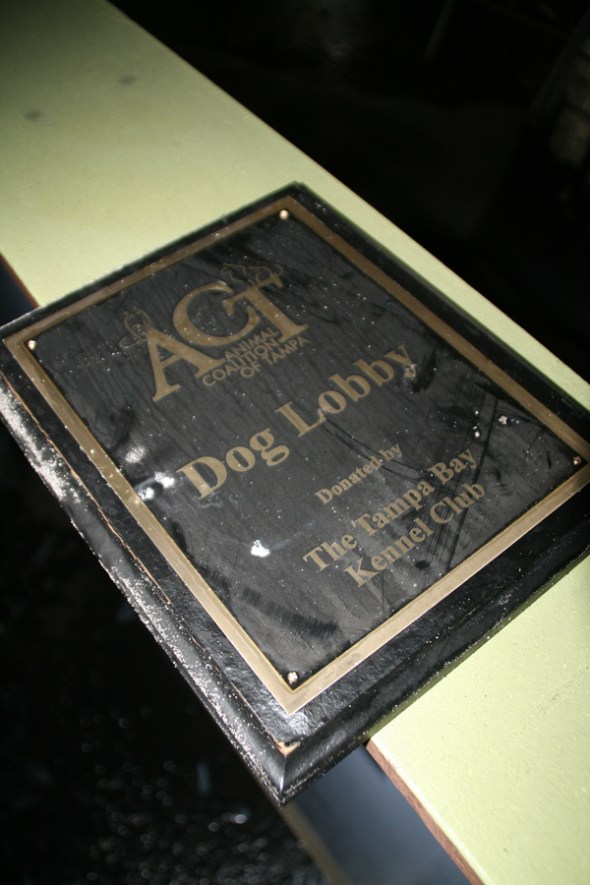 ACT
ANIMAL
COALITION
OF TAMPA
Dog Lobby
Donated by
The Tampa Bay
Kennel Club